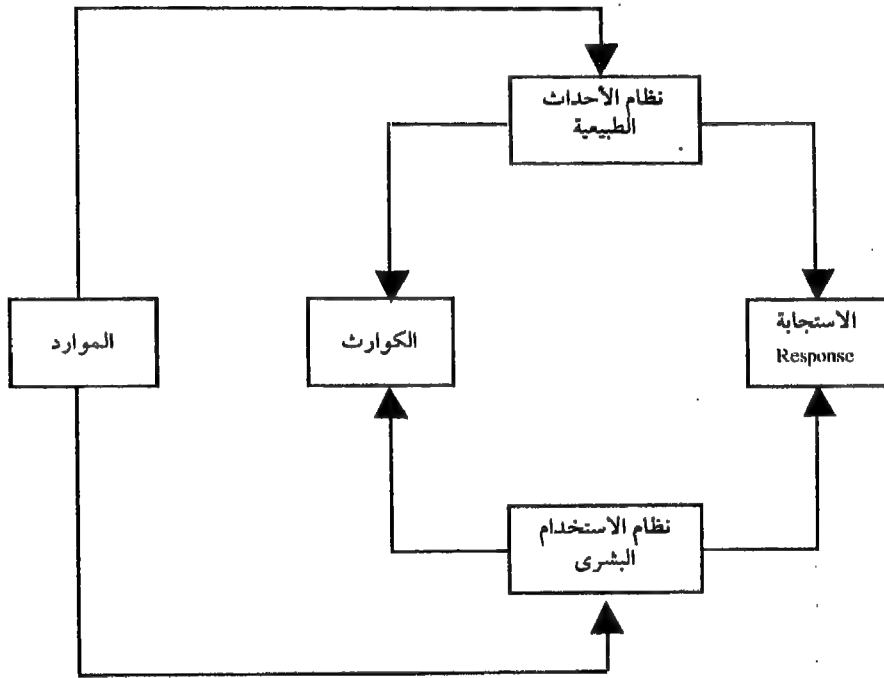 نظام الأحداث
الطبيعية
الاستجابة
Response
الكوارث
الموارد
نظام الاستخدام
البشرى